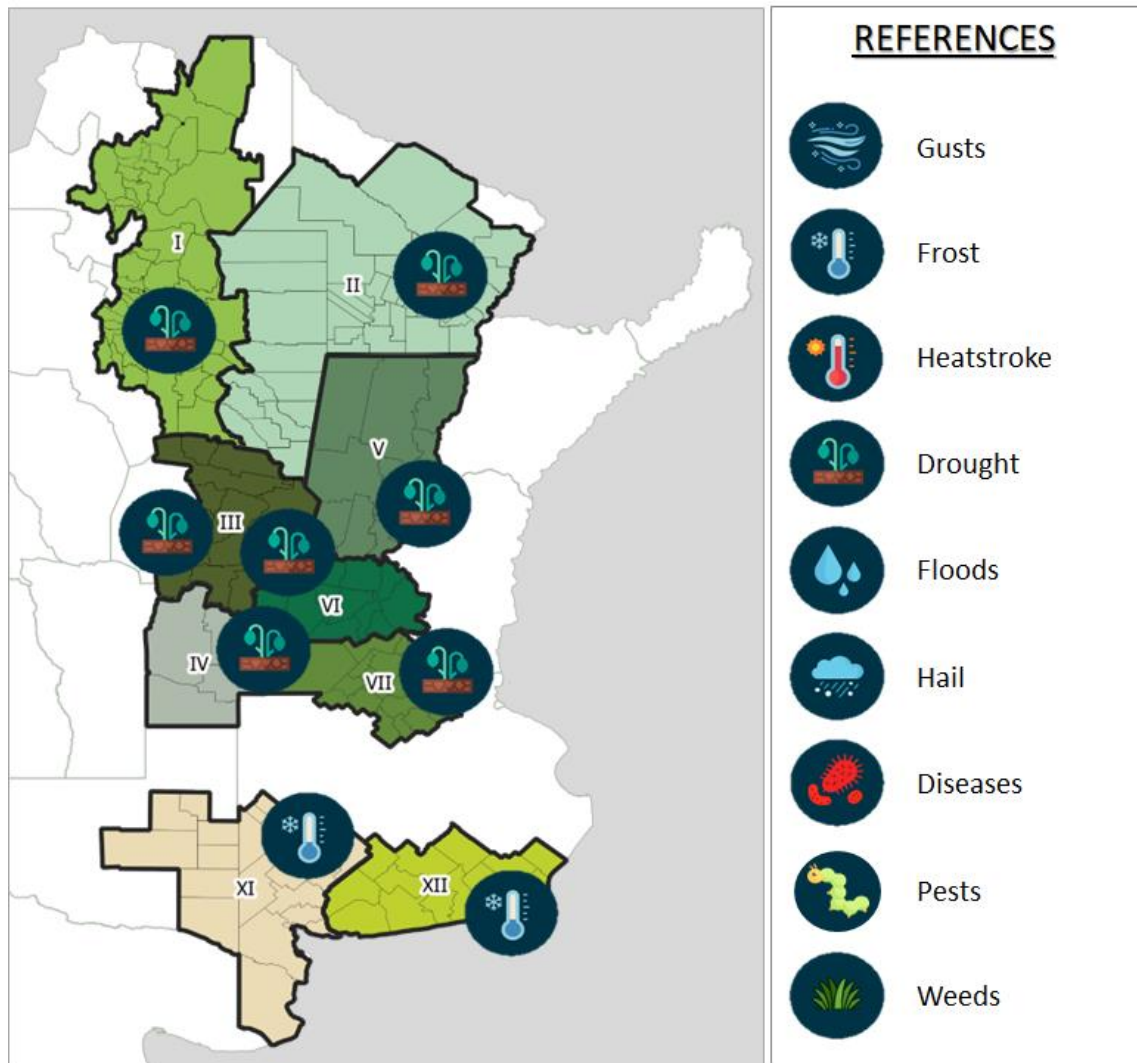 REFERENCES
Gusts
Frost
Heatstroke
Drought
Floods
Hail
Diseases
Pests
Weeds
I
II
V
III
VI
IV
VII
XI
XII